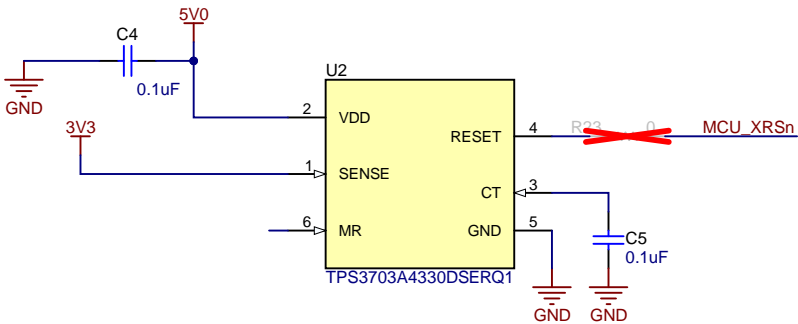 5V0
C4
0.1uF
GND
3V3
U2
2 VDD
1 SENSE
6 MR
RESET 4
CT 3
GND 5
TPS3703A4330DSERQ1
R23 0
MCU_XRSn
C5
0.1uF
GND
GND